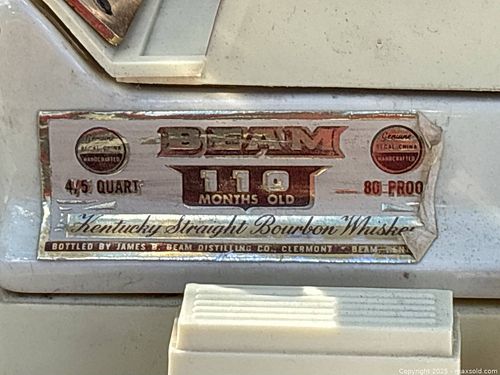 BEAM
Genuine
REGAL CHINA
HANDCRAFTED
Genuine
REGAL CHINA
HANDCRAFTED
4/5 QUART
110
MONTHS OLD
80 PROO
Kentucky Straight Bourbon Whiske
BOTTLED BY JAMES B. BEAM DISTILLING CO., CLERMONT • BEAM, KEN
Copyright 2025 - maxsold.com